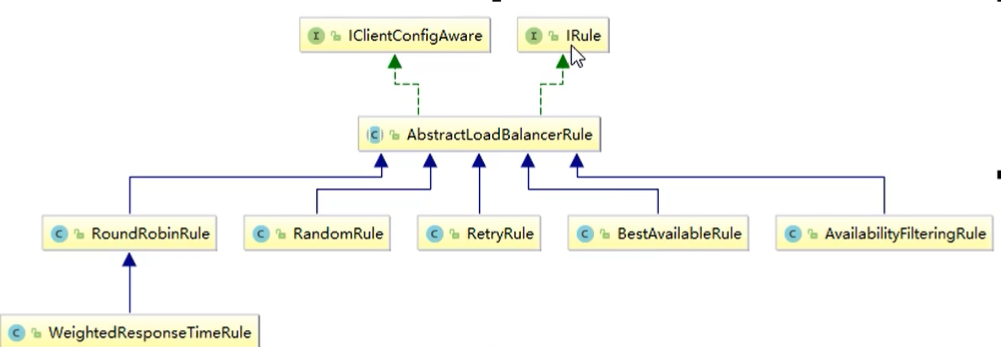 IClientConfigAware
IRule
AbstractLoadBalancerRule
RoundRobinRule
RandomRule
RetryRule
BestAvailableRule
AvailabilityFilteringRule
WeightedResponseTimeRule